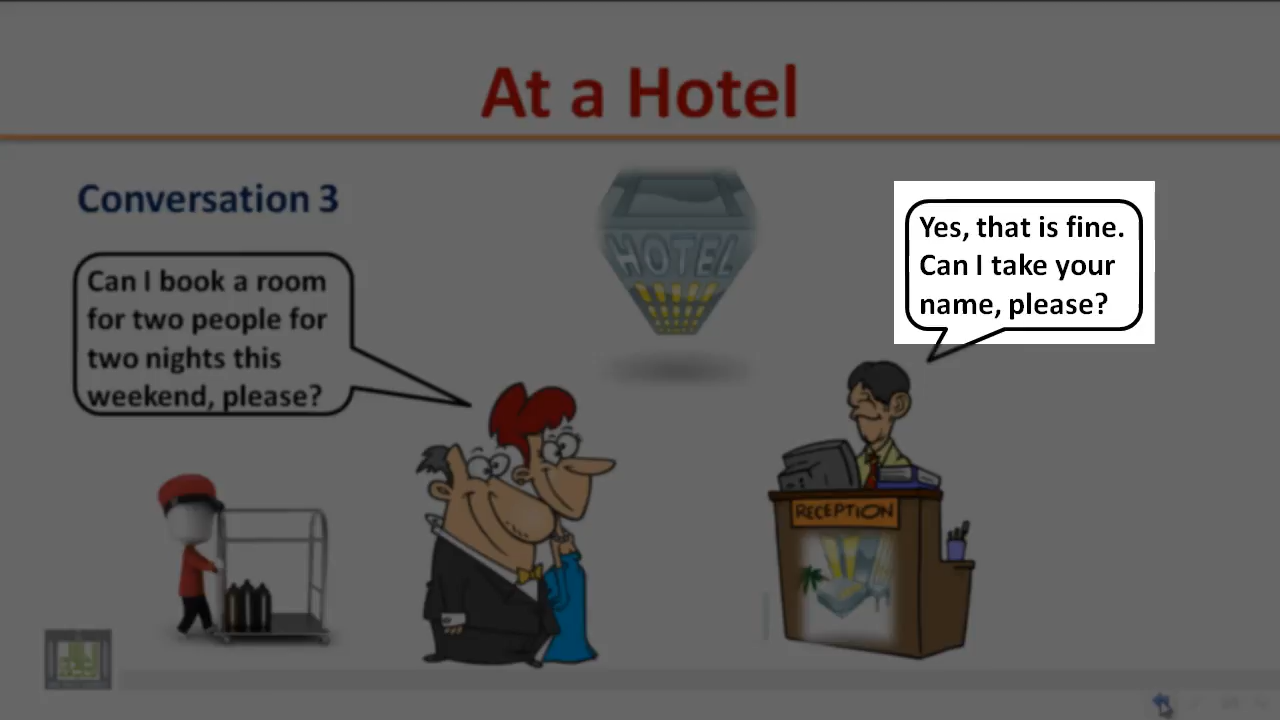 At a Hotel
Conversation 3
Can I book a room
for two people for
two nights this
weekend, please?
HOTEL
Yes, that is fine.
Can I take your
name, please?
RECEPTION